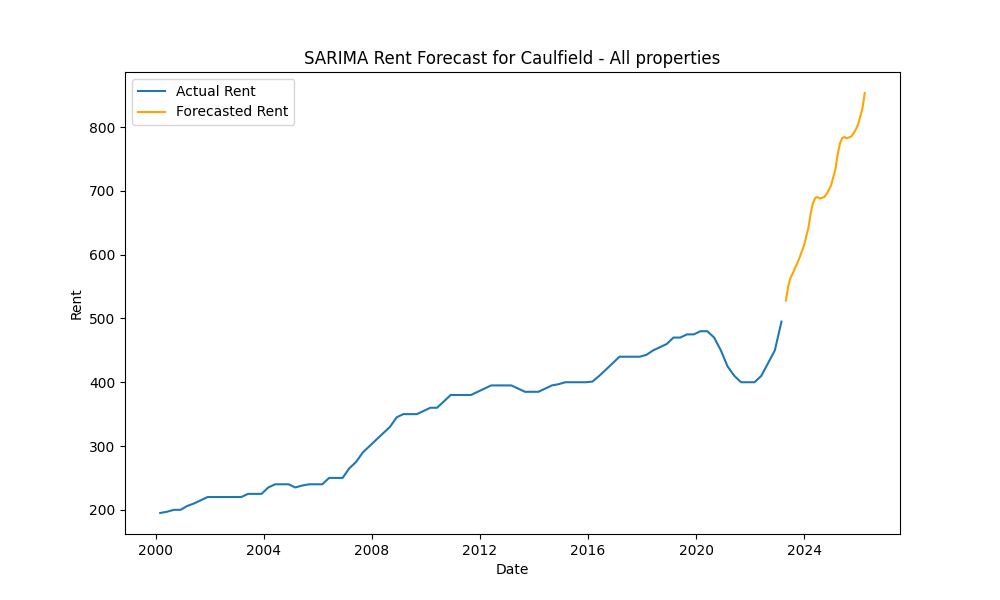 SARIMA Rent Forecast for Caulfield - All properties
Actual Rent
Forecasted Rent
Rent
800
700
600
500
400
300
200
2000 2004 2008 2012 2016 2020 2024
Date